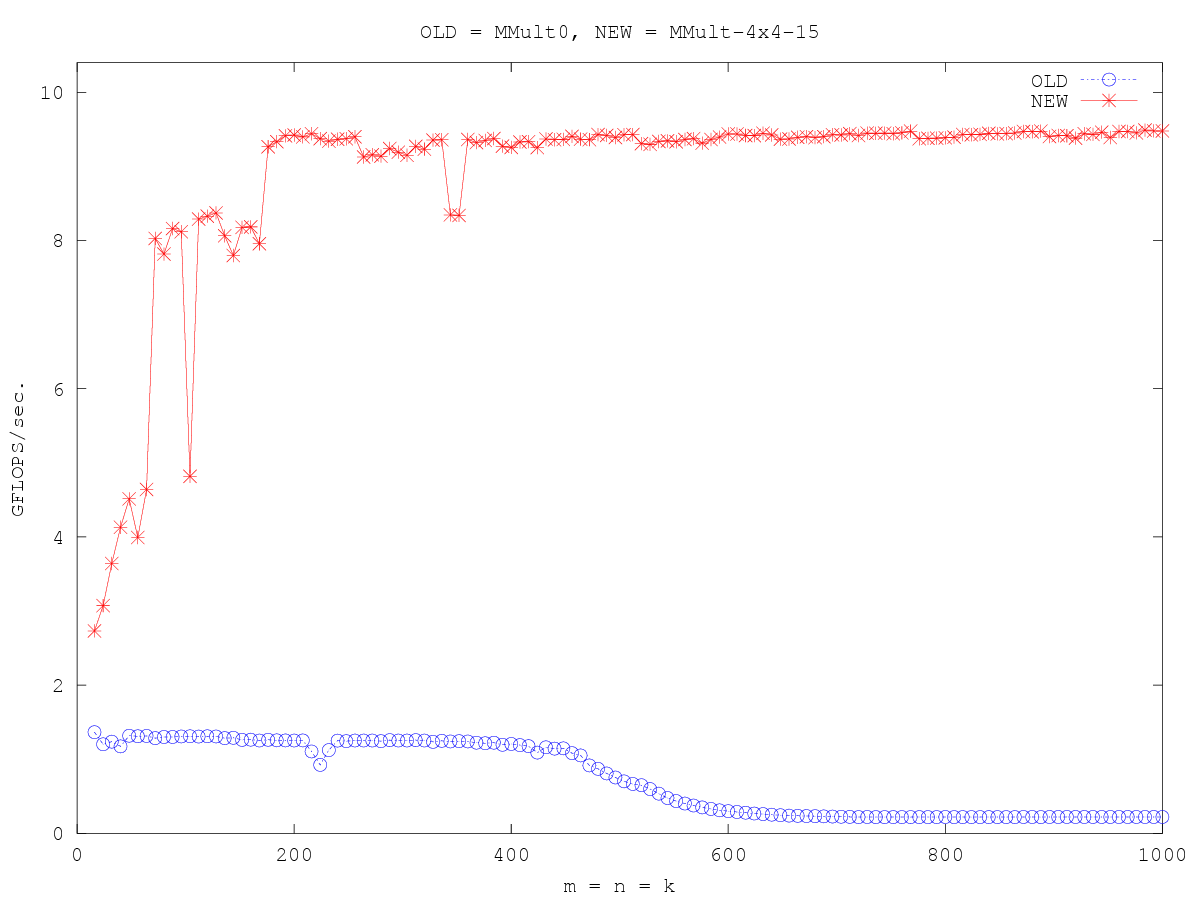 OLD = MMult0, NEW = MMult-4x4-15
OLD
NEW
10
8
6
4
2
0
GFLOPS/sec.
0 200 400 600 800 1000
m = n = k